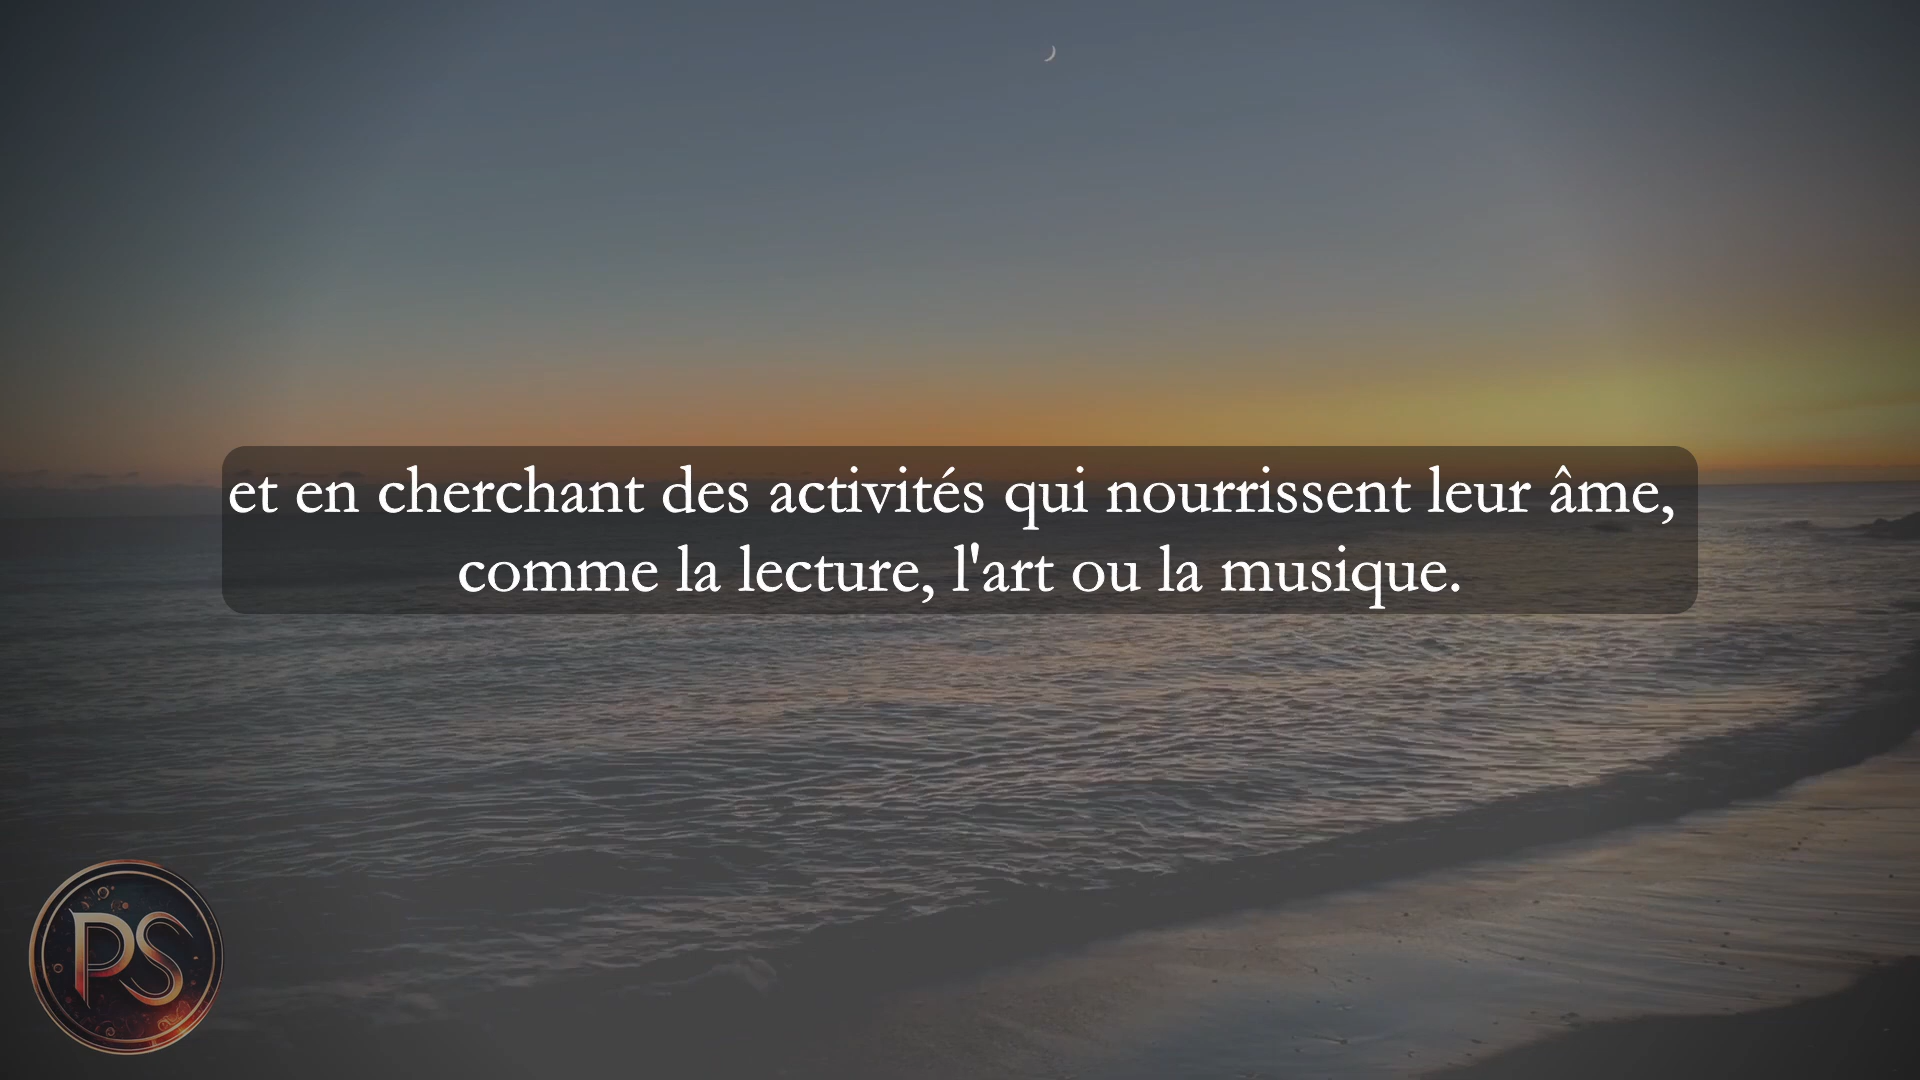 et en cherchant des activités qui nourrissent leur âme,
comme la lecture, l'art ou la musique.
PS